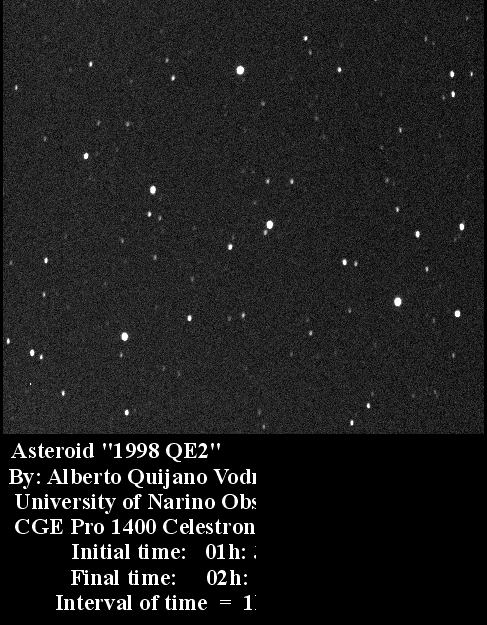 Asteroid "1998 QE2"
By: Alberto Quijano
University of Narino
CGE Pro 1400 Celestron
Initial time: 01h:
Final time: 02h:
Interval of time =